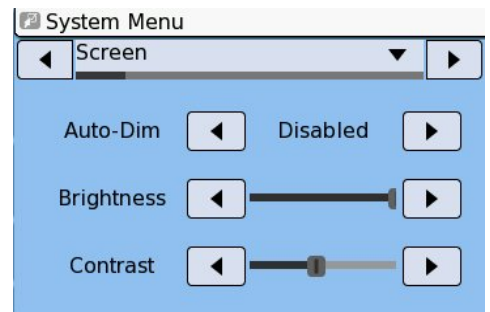 System Menu
Screen
Auto-Dim Disabled
Brightness
Contrast